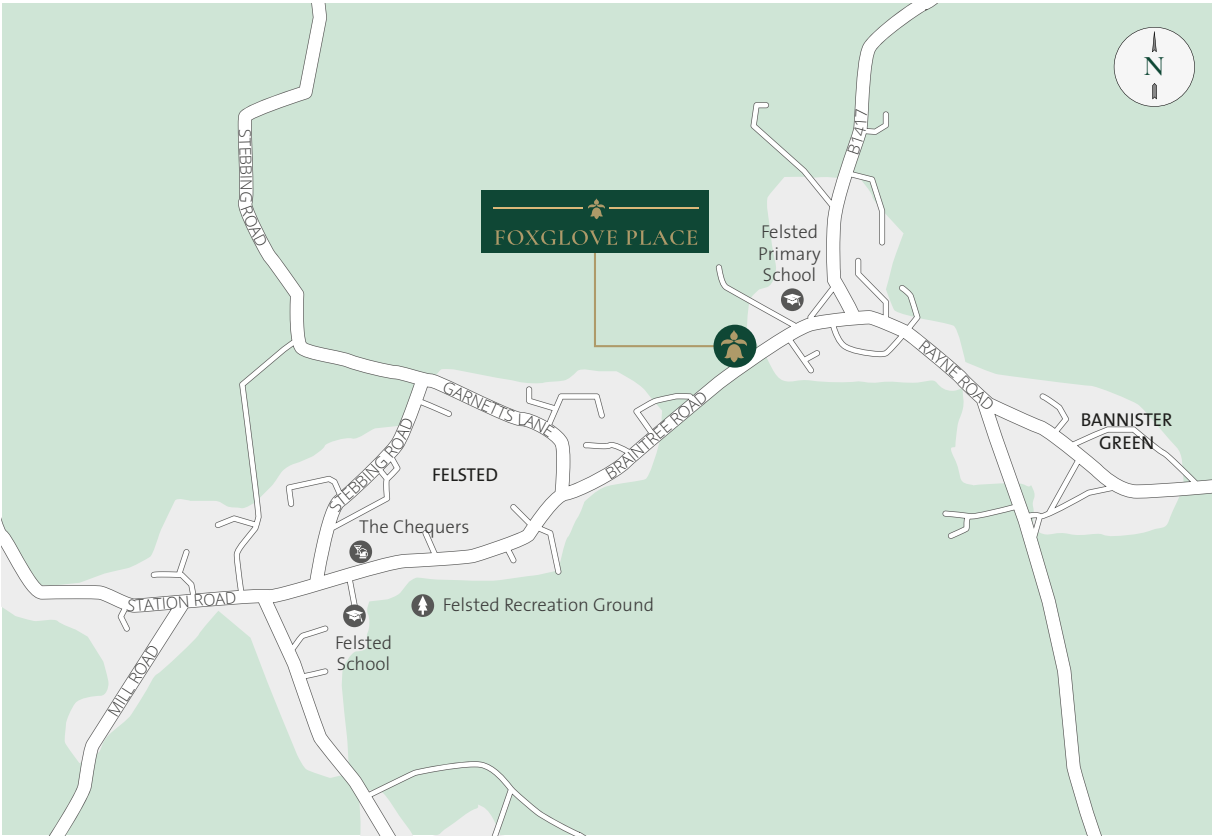 N
B1417
STEBBING ROAD
FOXGLOVE PLACE
Felsted
Primary
School
RAYNE ROAD
GARNETTS LANE
BRAINTREE ROAD
BANNISTER
GREEN
STEBBING ROAD
FELSTED
The Chequers
STATION ROAD
Felsted Recreation Ground
Felsted
School
MILL ROAD